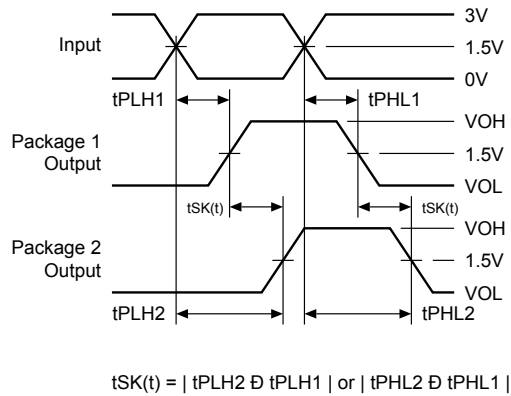 3V
Input
1.5V
0V
tPLH1
tPHL1
VOH
Package 1
Output
1.5V
VOL
tSK(t)
tSK(t)
VOH
Package 2
Output
1.5V
VOL
tPLH2
tPHL2
tSK(t) = | tPLH2 Ð tPLH1 | or | tPHL2 Ð tPHL1 |